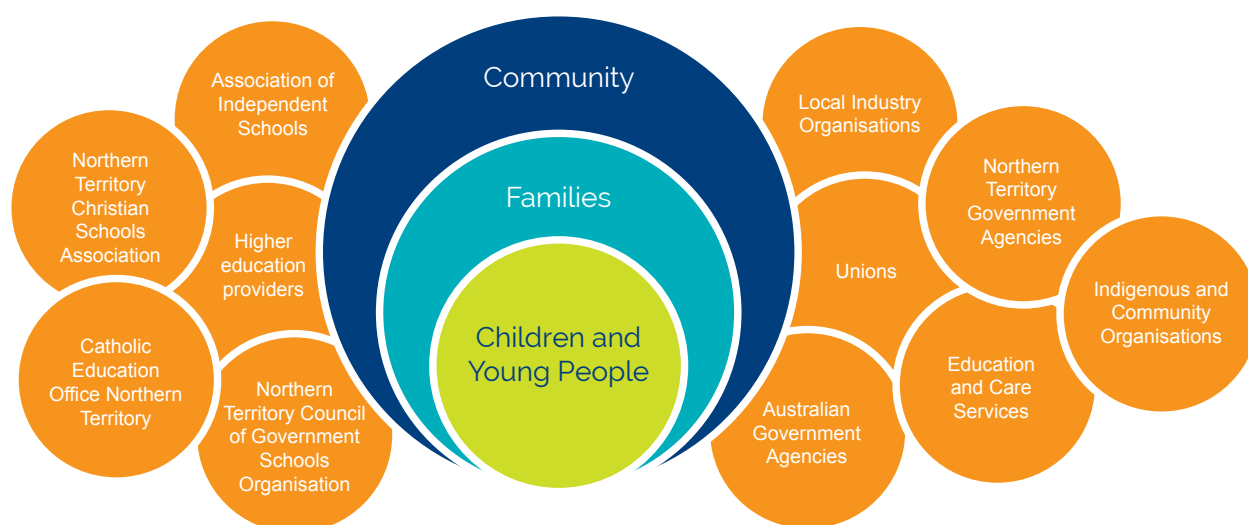 Association of
Independent
Schools
Northern
Territory
Christian
Schools
Association
Higher
education
providers
Catholic
Education
Office Northern
Territory
Northern
Territory Council
of Government
Schools
Organisation
Community
Families
Children and
Young People
Local Industry
Organisations
Northern
Territory
Government
Agencies
Unions
Indigenous and
Community
Organisations
Education
and Care
Services
Australian
Government
Agencies